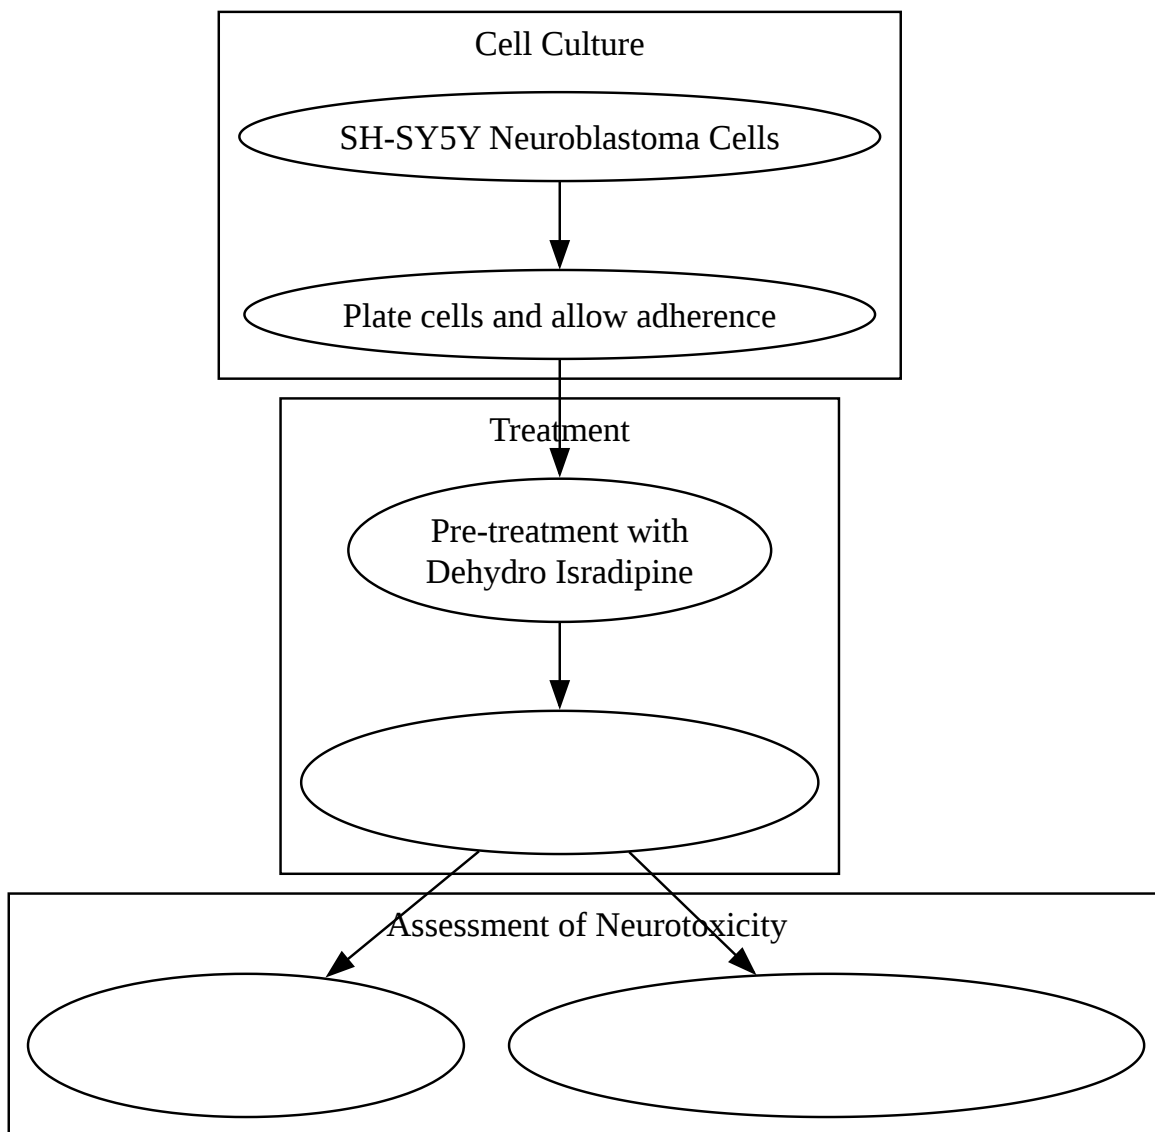 Cell Culture
SH-SY5Y Neuroblastoma Cells
Plate cells and allow adherence
Treatment
Pre-treatment with
Dehydro Isradipine
Assessment of Neurotoxicity